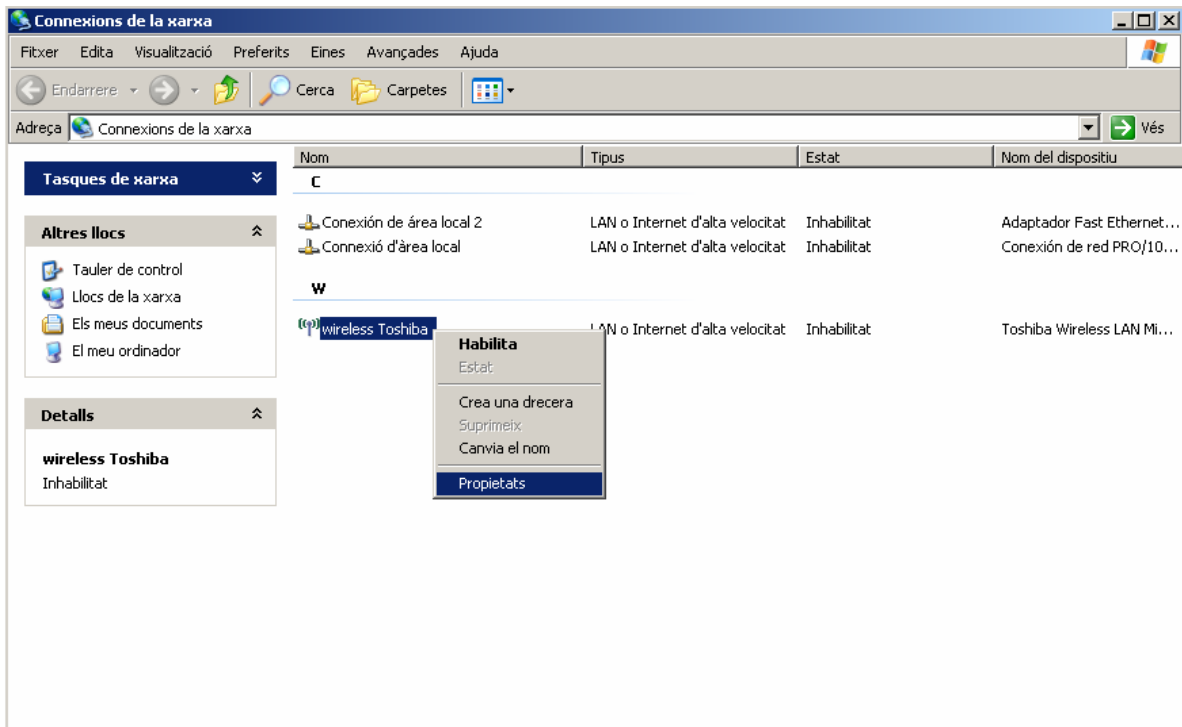 Connexions de la xarxa
Fitxer Edita Visualització Preferits Eines Avançades Ajuda
Endarrere Cerca Carpetes
Adreça Connexions de la xarxa Vés
Nom Tipus Estat Nom del dispositiu
Tasques de xarxa
C
Conexión de área local 2 LAN o Internet d'alta velocitat Inhabilitat Adaptador Fast Ethernet...
Connexió d'àrea local LAN o Internet d'alta velocitat Inhabilitat Conexión de red PRO/10...
W
wireless Toshiba LAN o Internet d'alta velocitat Inhabilitat Toshiba Wireless LAN Mi...
Altres llocs
Tauler de control
Llocs de la xarxa
Els meus documents
El meu ordinador
Detalls
wireless Toshiba
Inhabilitat
Habilita
Estat
Crea una drecera
Suprimeix
Canvia el nom
Propietats